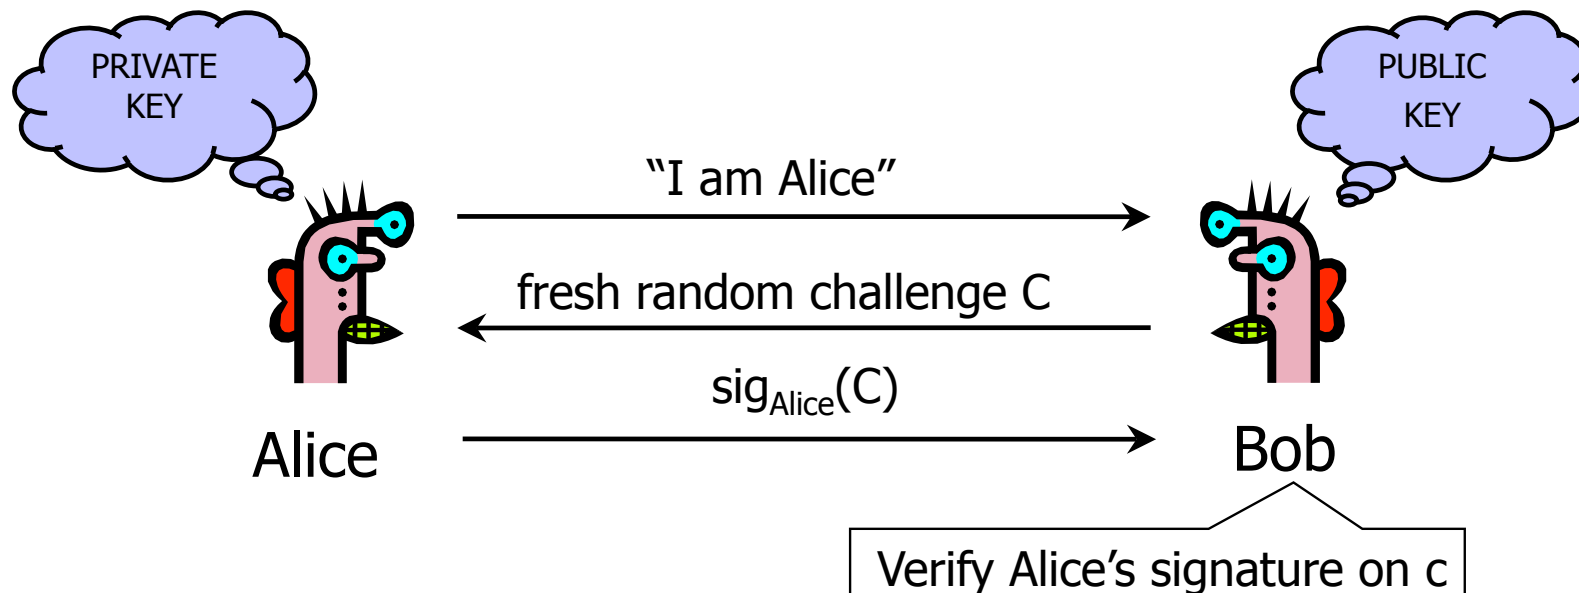 PRIVATE
KEY
PUBLIC
KEY
“I am Alice”
fresh random challenge C
sigAlice(C)
Alice
Bob
Verify Alice’s signature on c